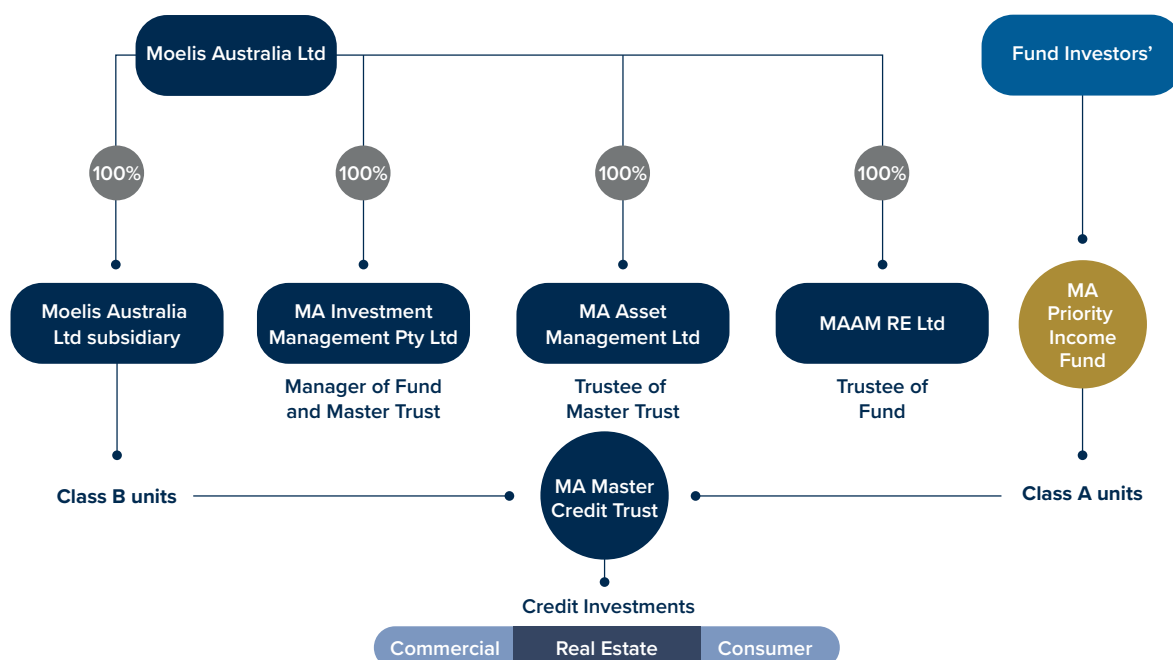 Moelis Australia Ltd
Fund Investors’
100%
100%
100%
100%
Moelis Australia
Ltd subsidiary
MA Investment
Management Pty Ltd
MA Asset
Management Ltd
MAAM RE Ltd
MA
Priority
Income
Fund
Manager of Fund
and Master Trust
Trustee of
Master Trust
Trustee of
Fund
Class B units
MA Master
Credit Trust
Class A units
Credit Investments
Commercial
Real Estate
Consumer